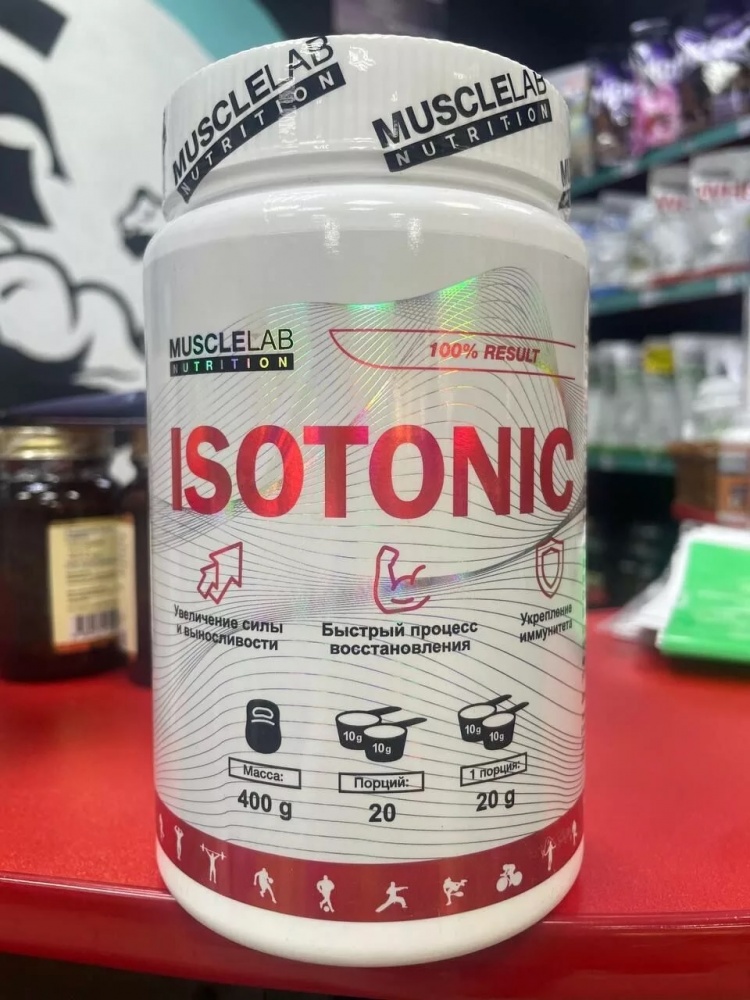 MUSCLELAB
NUTRITION
MUSCLELAB
NUTRITION
MUSCLELAB
NUTRITION
100% RESULT
ISOTONIC
Увеличение силы
и выносливости
Быстрый процесс
восстановления
Укрепление
иммунитета
10g
10g
10g
10g
Масса:
400 g
Порций:
20
1 порция:
20 g